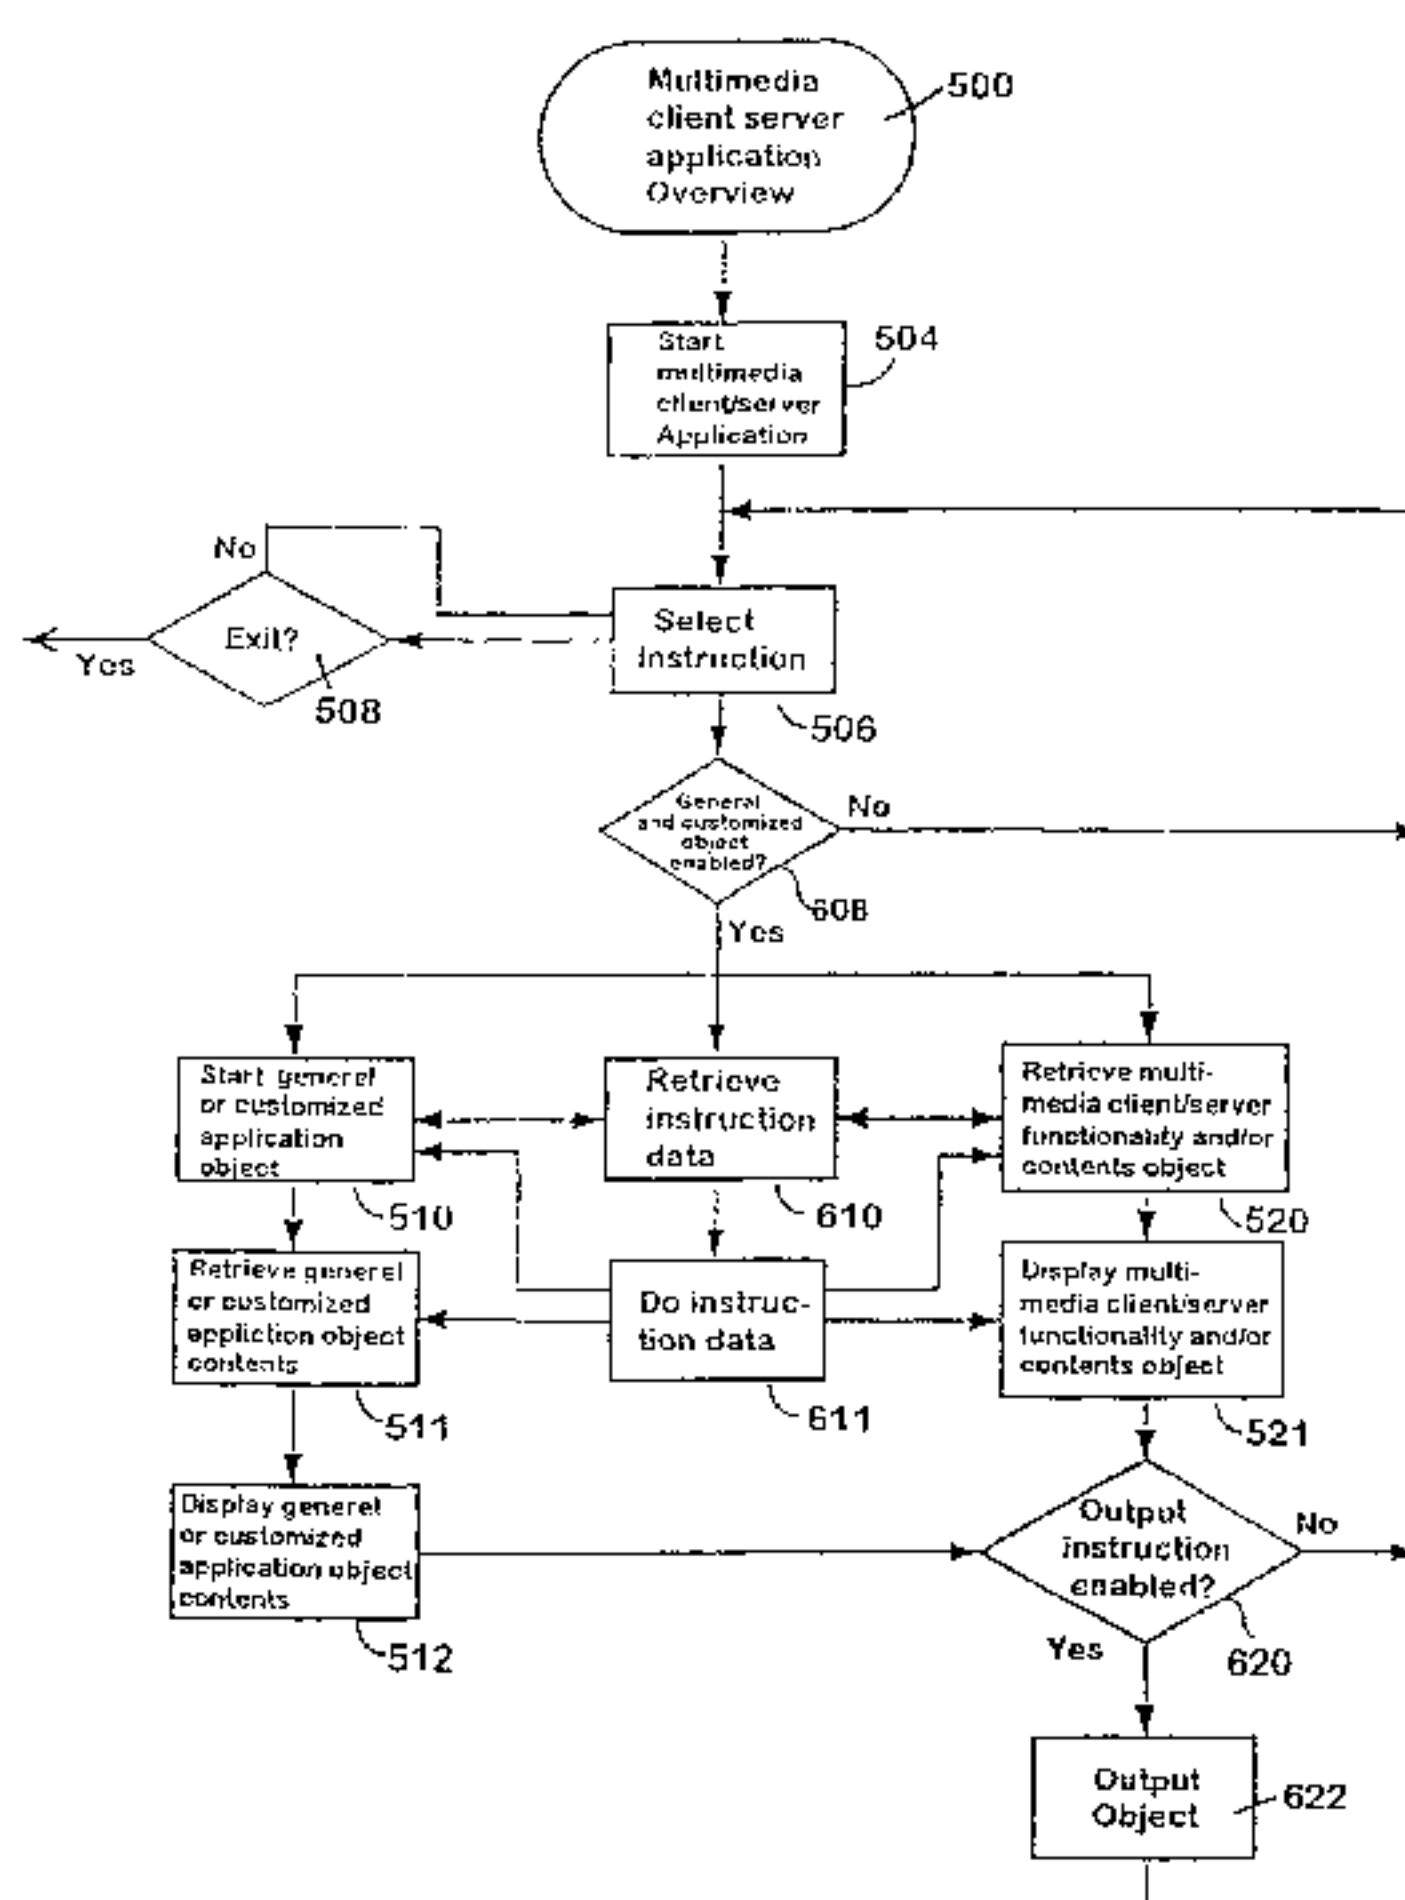 Multimedia
client server
application
Overview
500
Start
multimedia
client/server
Application
504
No
Exit?
Yes
508
Select
Instruction
506
General
and customized
object
enabled?
No
608
Yes
Start general
or customized
application
object
510
Retrieve
instruction
data
610
Retrieve multi-
media client/server
functionality and/or
contents object
520
Retrieve general
or customized
appliction object
contents
511
Do instruc-
tion data
611
Display multi-
media client/server
functionality and/or
contents object
521
Display general
or customized
application object
contents
512
Output
instruction
enabled?
No
620
Yes
Output
Object
622